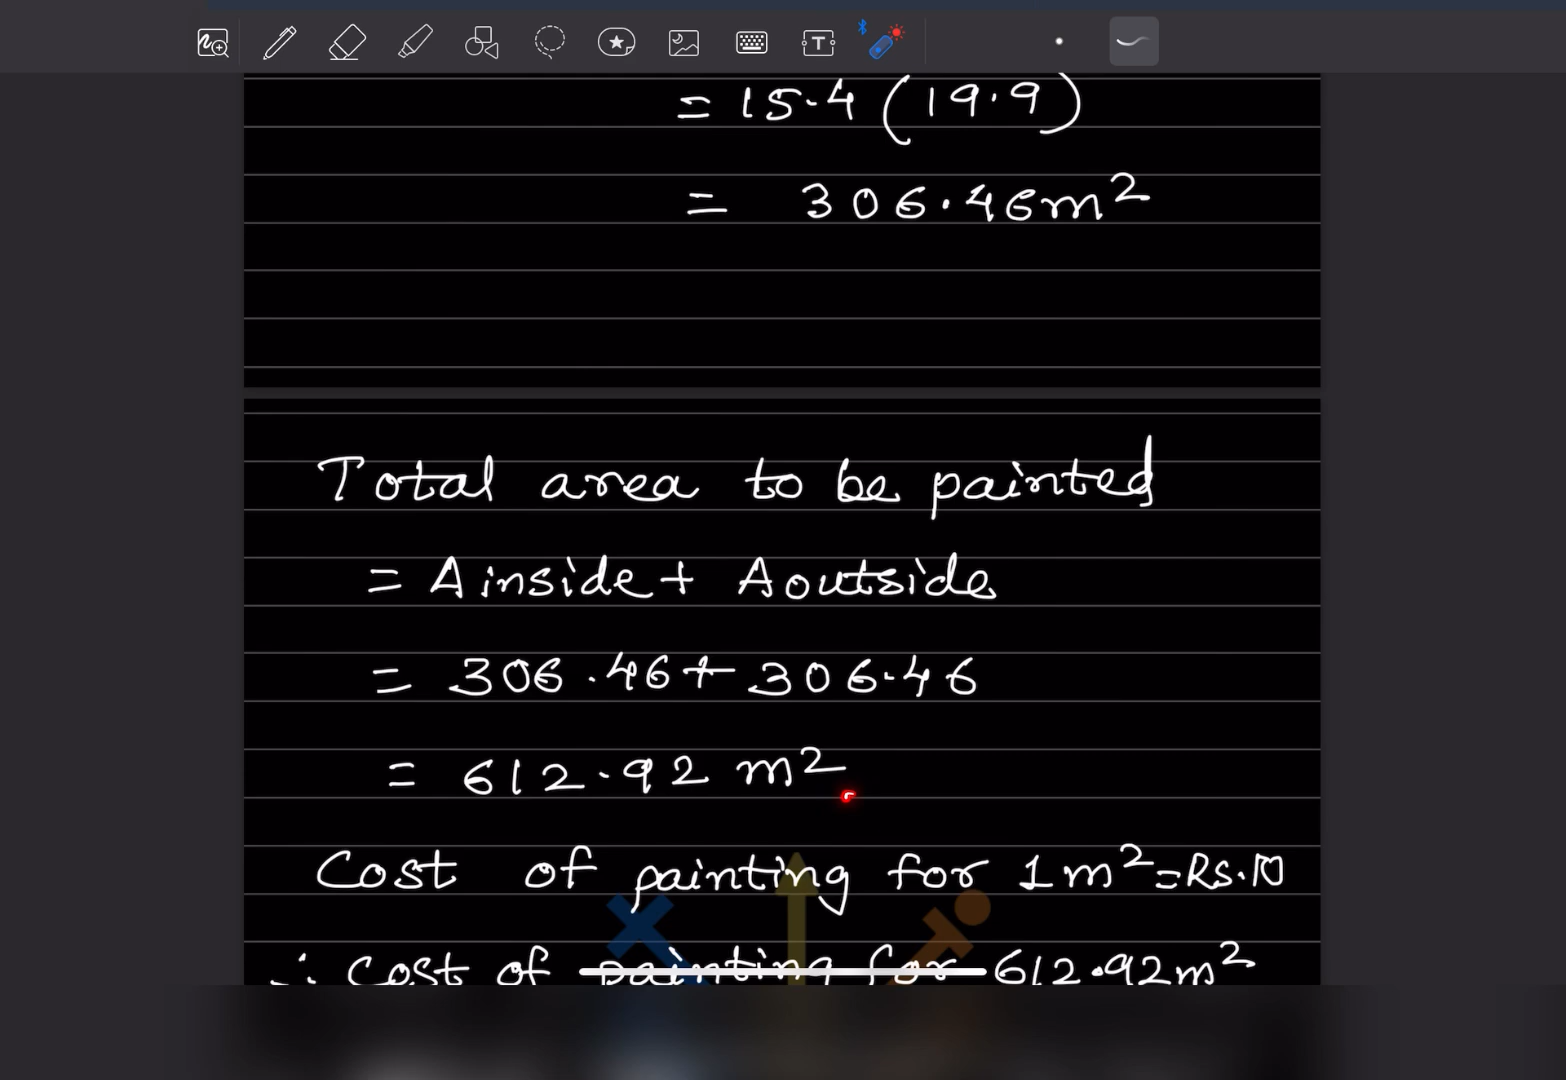 = 15.4 (19.9)
= 306.46m²
Total area to be painted
= A inside + A outside
= 306.46 + 306.46
= 612.92 m²
Cost of painting for 1m² = Rs.10
∴ Cost of painting for 612.92m²